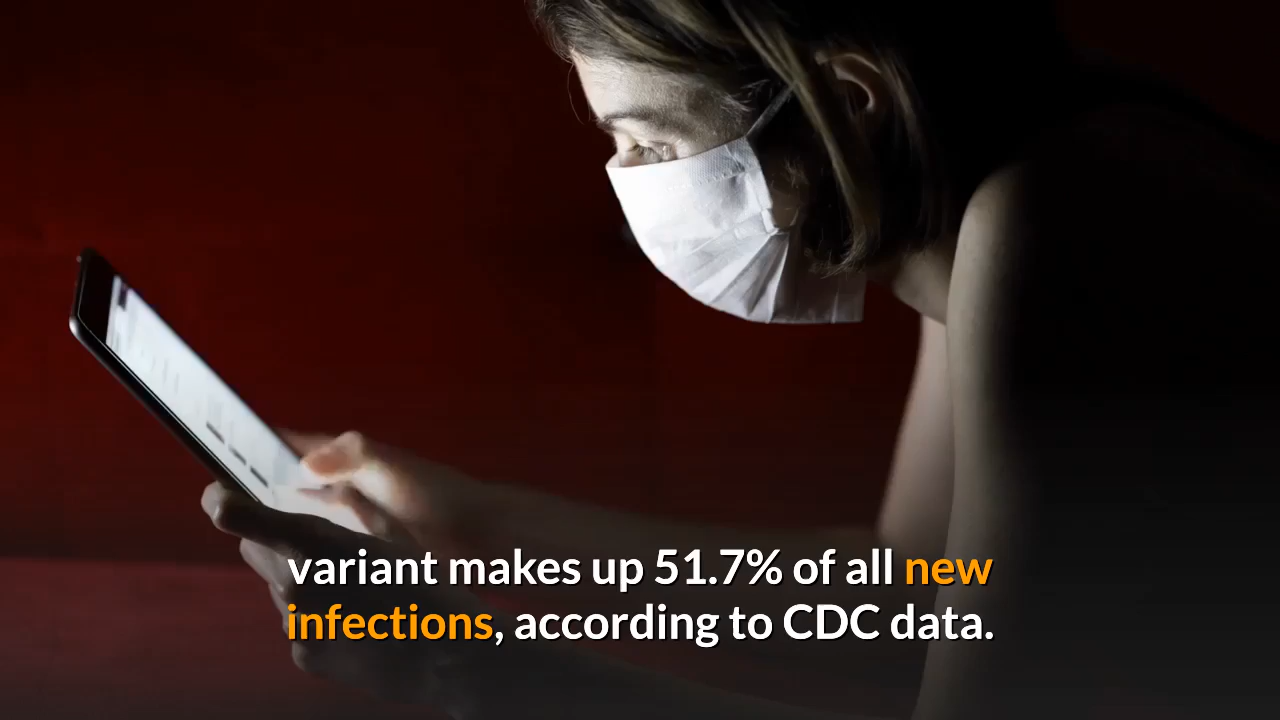 variant makes up 51.7% of all new
infections, according to CDC data.